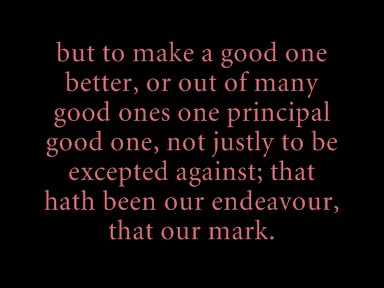 but to make a good one
better, or out of many
good ones one principal
good one, not justly to be
excepted against; that
hath been our endeavour,
that our mark.